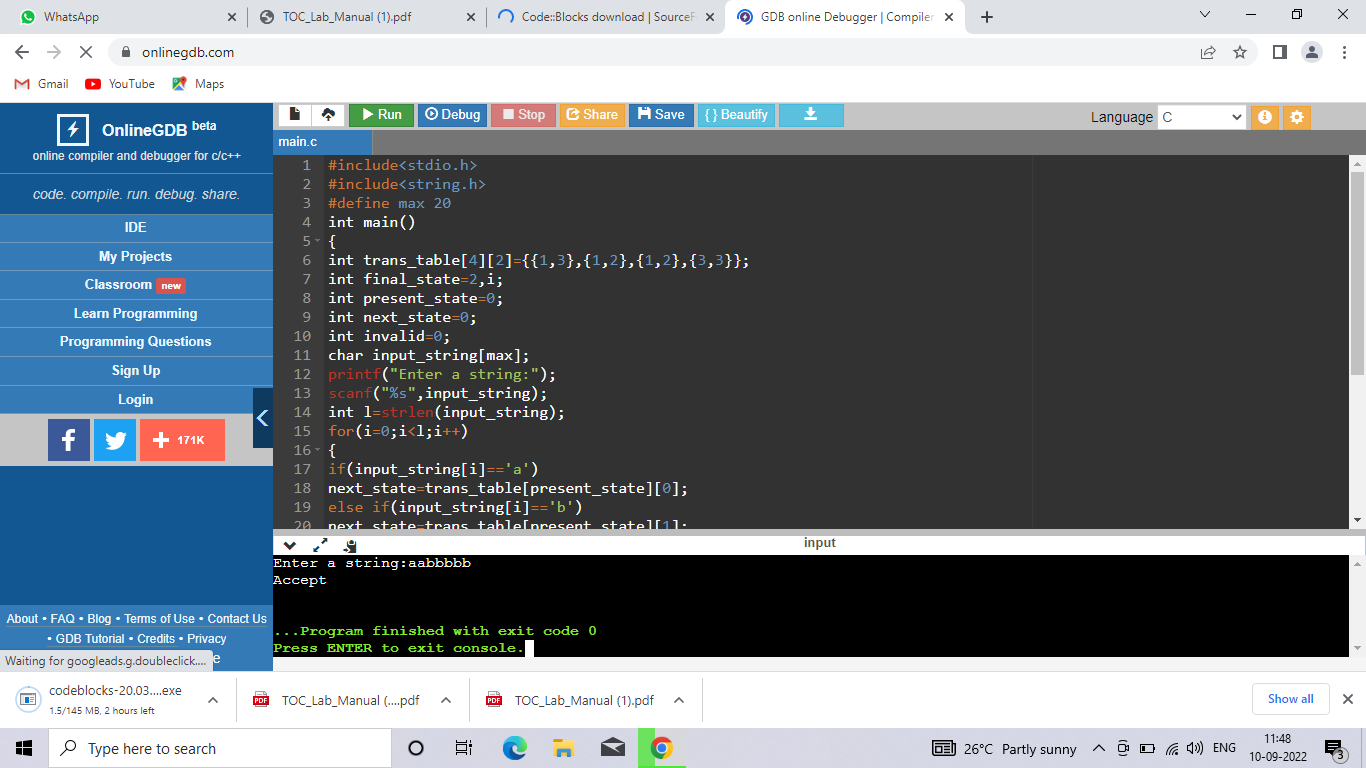 WhatsApp
TOC_Lab_Manual (1).pdf
Code::Blocks download | SourceF
GDB online Debugger | Compiler
onlinegdb.com
Gmail
YouTube
Maps
OnlineGDB beta
online compiler and debugger for c/c++
code. compile. run. debug. share.
IDE
My Projects
Classroom new
Learn Programming
Programming Questions
Sign Up
Login
171K
About • FAQ • Blog • Terms of Use • Contact Us
• GDB Tutorial • Credits • Privacy
Waiting for googleads.g.doubleclick....
e
Run
Debug
Stop
Share
Save
{ } Beautify
Language C
main.c
1 #include<stdio.h>
2 #include<string.h>
3 #define max 20
4 int main()
5 {
6 int trans_table[4][2]={{1,3},{1,2},{1,2},{3,3}};
7 int final_state=2,i;
8 int present_state=0;
9 int next_state=0;
10 int invalid=0;
11 char input_string[max];
12 printf("Enter a string:");
13 scanf("%s",input_string);
14 int l=strlen(input_string);
15 for(i=0;i<l;i++)
16 {
17 if(input_string[i]=='a')
18 next_state=trans_table[present_state][0];
19 else if(input_string[i]=='b')
20 next_state=trans_table[present_state][1];
input
Enter a string:aabbbbb
Accept
...Program finished with exit code 0
Press ENTER to exit console.
codeblocks-20.03....exe
1.5/145 MB, 2 hours left
TOC_Lab_Manual (....pdf
TOC_Lab_Manual (1).pdf
Show all
Type here to search
26°C Partly sunny
ENG
11:48
10-09-2022
3